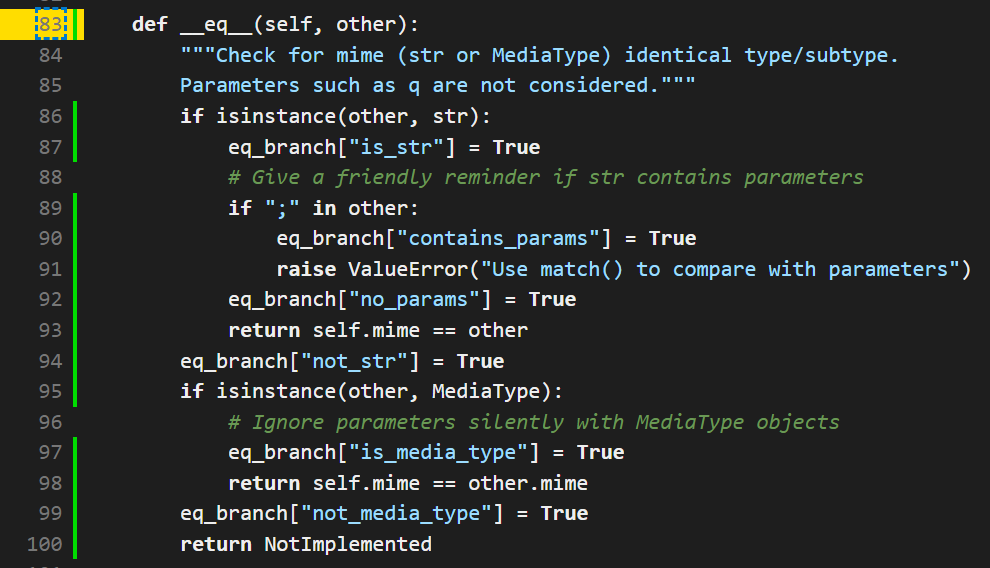 83 def __eq__(self, other):
84 """Check for mime (str or MediaType) identical type/subtype.
85 Parameters such as q are not considered."""
86 if isinstance(other, str):
87 eq_branch["is_str"] = True
88 # Give a friendly reminder if str contains parameters
89 if ";" in other:
90 eq_branch["contains_params"] = True
91 raise ValueError("Use match() to compare with parameters")
92 eq_branch["no_params"] = True
93 return self.mime == other
94 eq_branch["not_str"] = True
95 if isinstance(other, MediaType):
96 # Ignore parameters silently with MediaType objects
97 eq_branch["is_media_type"] = True
98 return self.mime == other.mime
99 eq_branch["not_media_type"] = True
100 return NotImplemented